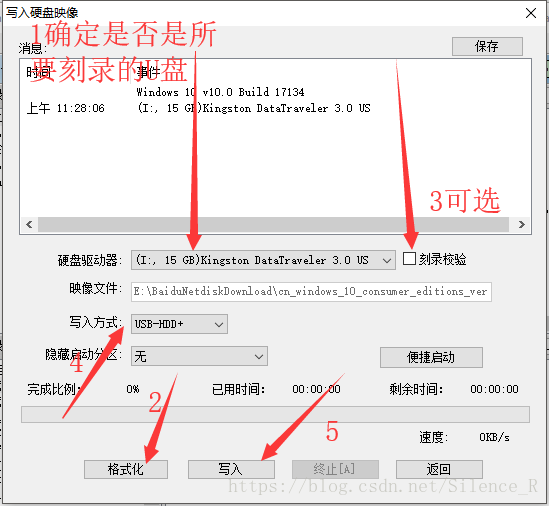 写入硬盘映像
1确定是否是所
要刻录的U盘
消息:
保存
时间 事件
Windows 10 v10.0 Build 17134
上午 11:28:06 (I:, 15 GB)Kingston DataTraveler 3.0 US
3可选
硬盘驱动器: (I:, 15 GB)Kingston DataTraveler 3.0 US 刻录校验
映像文件: E:\BaiduNetdiskDownload\cn_windows_10_consumer_editions_ver
写入方式: USB-HDD+
隐藏启动分区: 无 便捷启动
4
完成比例: 0% 已用时间: 00:00:00 剩余时间: 00:00:00
2
5
速度: 0KB/s
格式化 写入 终止[A] 返回
https://blog.csdn.net/Silence_R